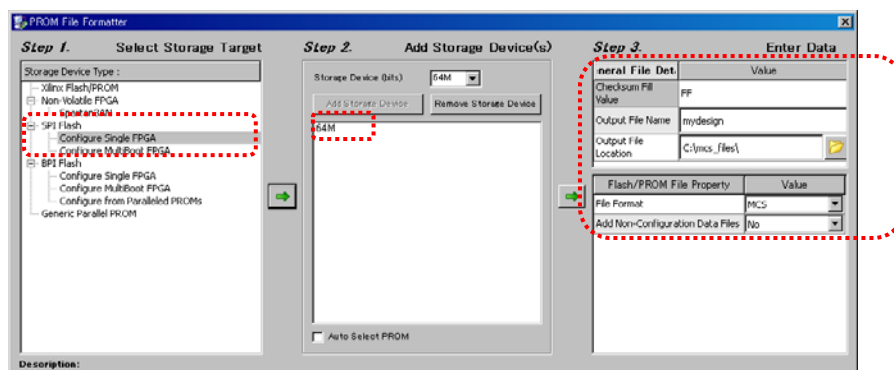 PROM File Formatter
Step 1. Select Storage Target
Storage Device Type :
Xilinx Flash/PROM
Non-Volatile FPGA
Spartan3AN
SPI Flash
Configure Single FPGA
Configure MultiBoot FPGA
BPI Flash
Configure Single FPGA
Configure MultiBoot FPGA
Configure from Paralleled PROMs
Generic Parallel PROM
Description:
Step 2. Add Storage Device(s)
Storage Device (bits) 64M
Add Storage Device Remove Storage Device
64M
Auto Select PROM
Step 3. Enter Data
neral File Det Value
Checksum Fill Value FF
Output File Name mydesign
Output File Location C:\mcs_files\
Flash/PROM File Property Value
File Format MCS
Add Non-Configuration Data Files No